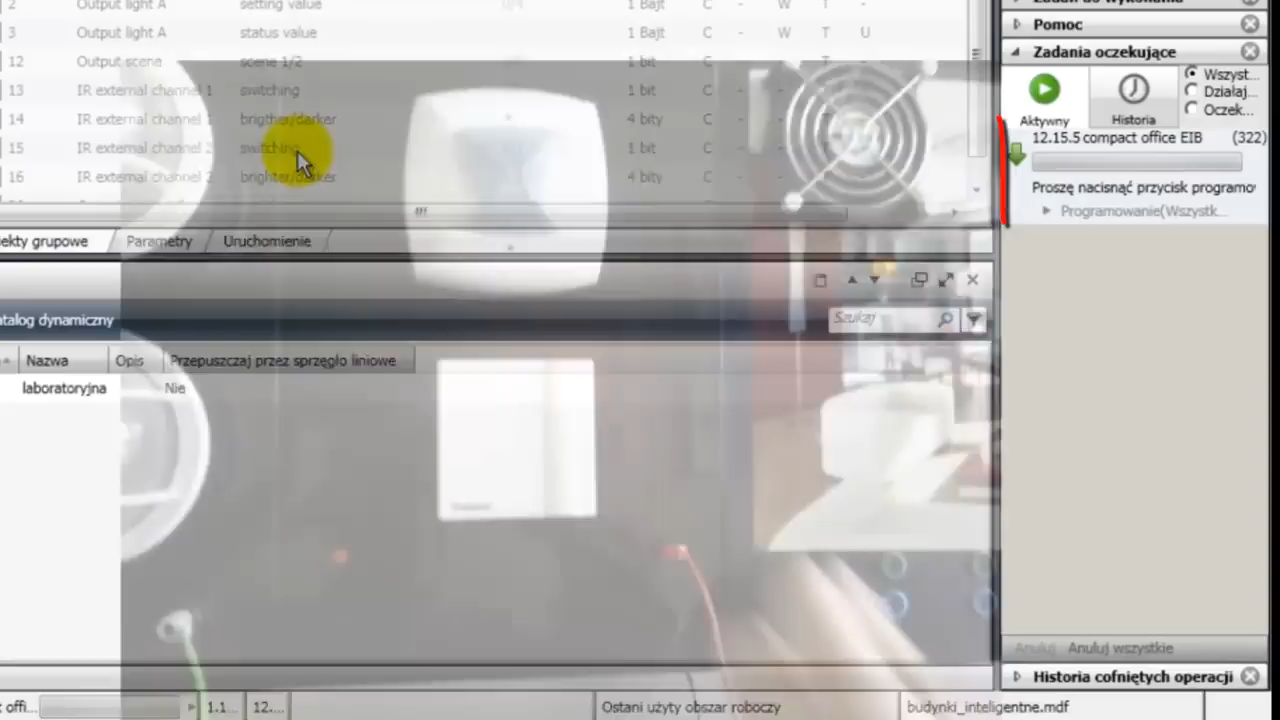 2 Output light A setting value 1 Bajt C - W T -
3 Output light A status value 1 Bajt C - W T U
12 Output scene scene 1/2 1 bit C - W T -
13 IR external channel 1 switching 1 bit C - W T -
14 IR external channel 1 brigther/darker 4 bity C - W T -
15 IR external channel 2 switching 1 bit C - W T -
16 IR external channel 2 brighter/darker 4 bity C - W T -
ekty grupowe Parametry Uruchomienie
atalog dynamiczny Szukaj
Nazwa Opis Przepuszczaj przez sprzęgło liniowe
laboratoryjna Nie
Pomoc
Zadania oczekujące
Aktywny Historia
Wszyst...
Działaj...
Oczek...
12.15.5 compact office EIB (322)
Proszę nacisnąć przycisk programo
Programowanie(Wszystk...
Anuluj Anuluj wszystkie
Historia cofniętych operacji
offi... 1.1... 12.... Ostani użyty obszar roboczy budynki_inteligentne.mdf